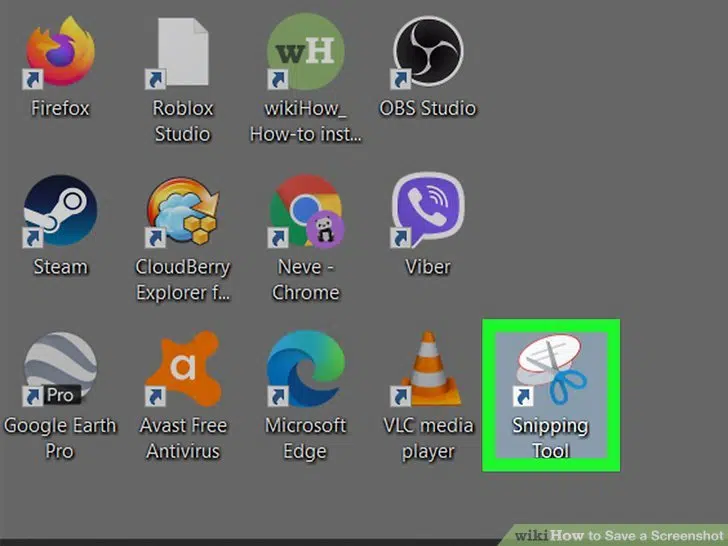 wH
Firefox
Roblox
Studio
wikiHow_
How-to inst...
OBS Studio
Steam
CloudBerry
Explorer f...
Neve -
Chrome
Viber
Pro
a
Google Earth
Pro
Avast Free
Antivirus
Microsoft
Edge
VLC media
player
Snipping
Tool
wikiHow to Save a Screenshot